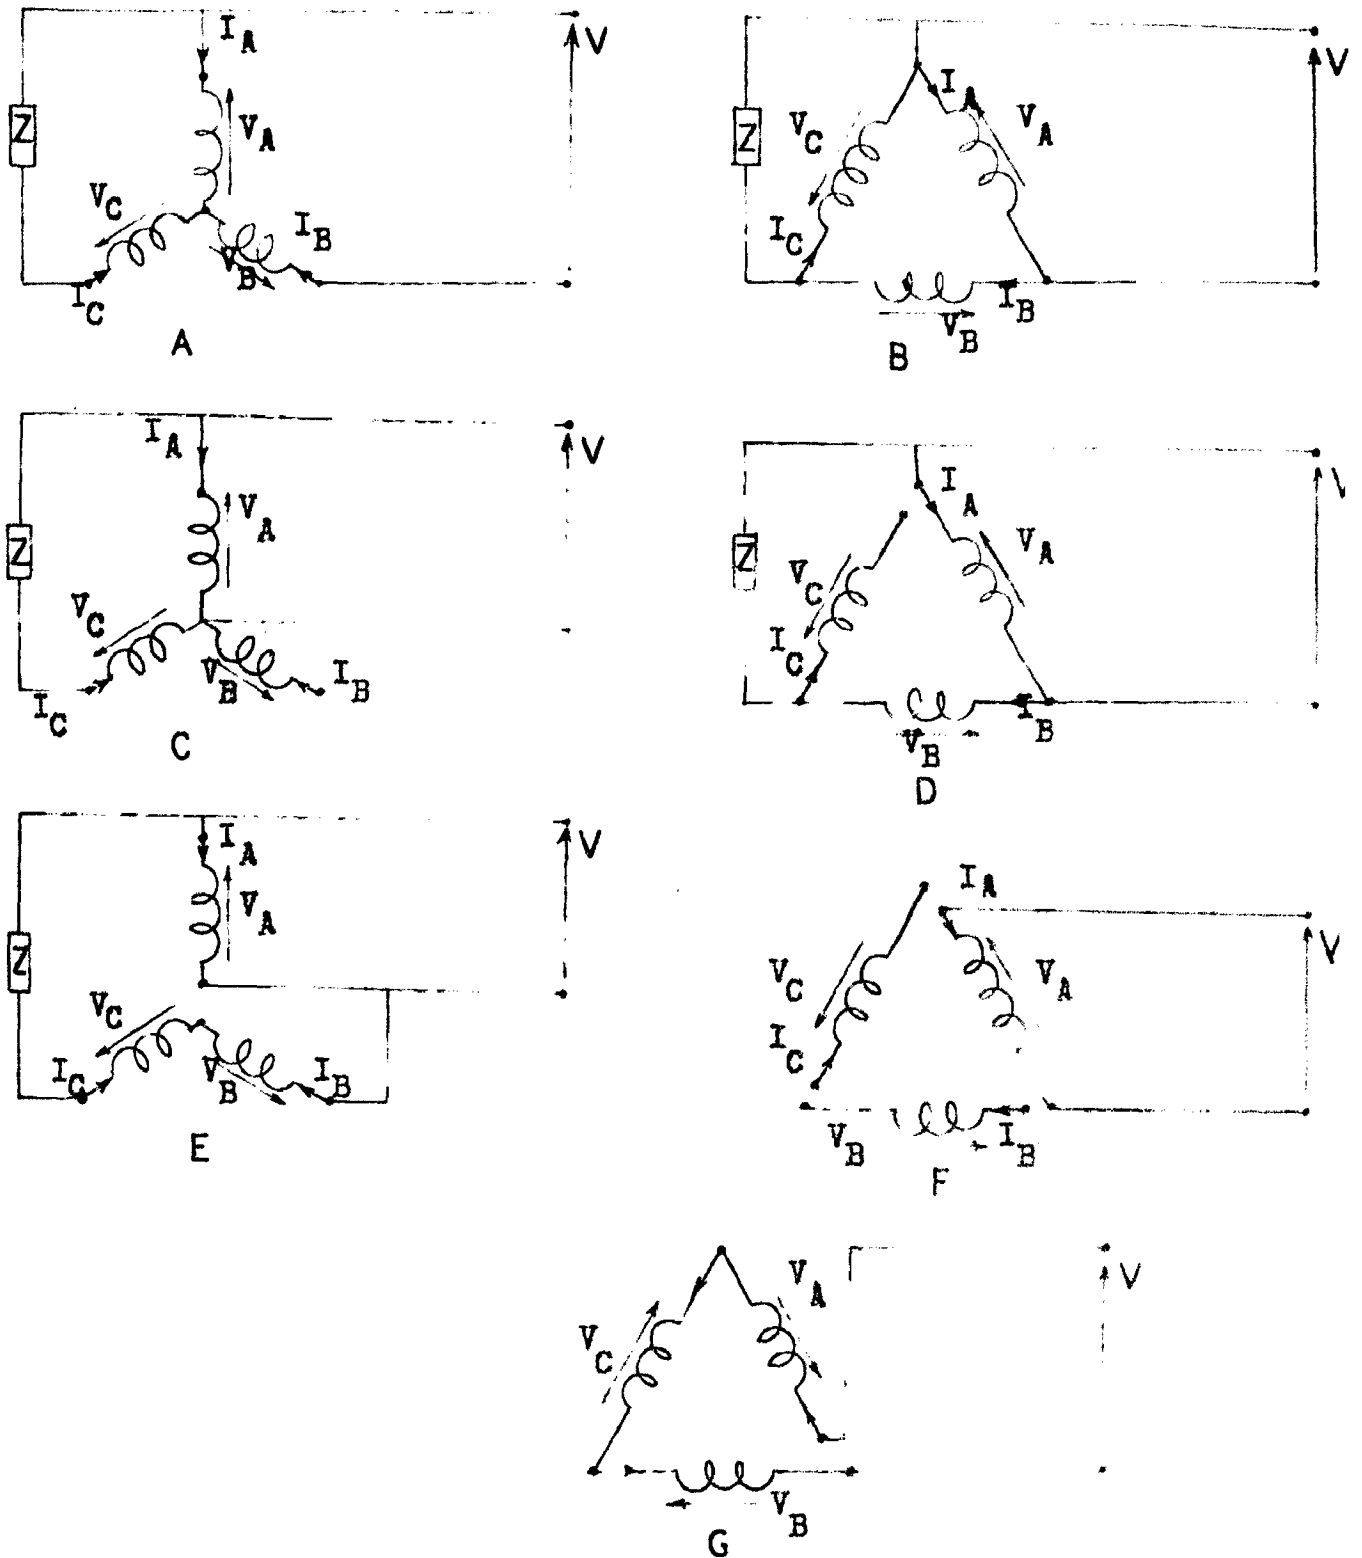 I_A V
Z
V_A
V_C I_B
V_B
I_C
A
I_A V
V_C V_A
Z
I_C
I_B
V_B
B
I_A V
V_A
Z
V_C
V_B I_B
I_C
C
I_A V
V_A
Z
V_C
I_C
I_B
V_B
D
I_A V
V_A
Z
V_C
I_C V_B I_B
E
I_A
V
V_C V_A
I_C
V_B I_B
F
V_A V
V_C
V_B
G